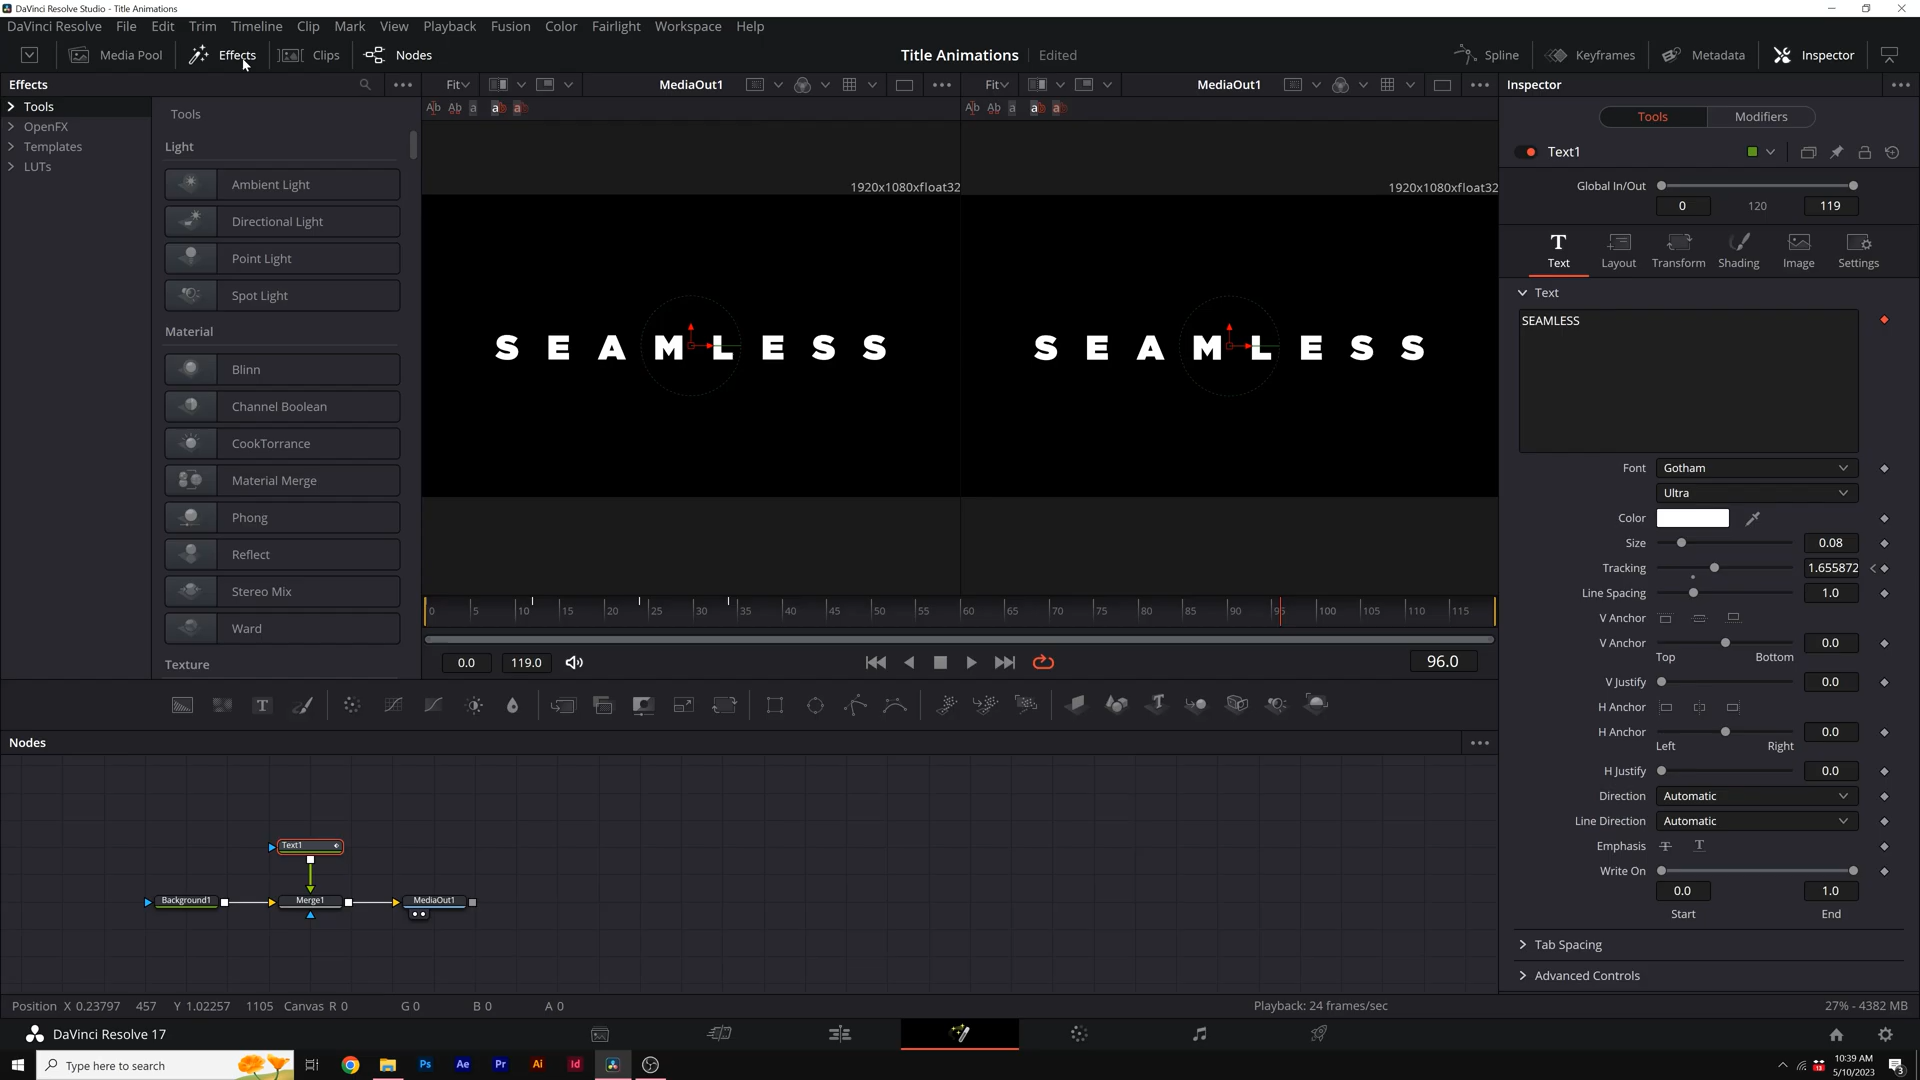 DaVinci Resolve Studio - Title Animations
DaVinci Resolve File Edit Trim Timeline Clip Mark View Playback Fusion Color Fairlight Workspace Help
Media Pool Effects Clips Nodes Title Animations Edited Spline Keyframes Metadata Inspector
Effects Fit MediaOut1 Fit MediaOut1 Inspector
Tools
OpenFX
Templates
LUTs
Tools
Light
Ambient Light
Directional Light
Point Light
Spot Light
Material
Blinn
Channel Boolean
CookTorrance
Material Merge
Phong
Reflect
Stereo Mix
Ward
Texture
1920x1080xfloat32
SEAMLESS
1920x1080xfloat32
SEAMLESS
0 5 10 15 20 25 30 35 40 45 50 55 60 65 70 75 80 85 90 95 100 105 110 115
0.0 119.0 96.0
Tools Modifiers
Text1
Global In/Out
0 120 119
Text Layout Transform Shading Image Settings
Text
SEAMLESS
Font Gotham
Ultra
Color
Size 0.08
Tracking 1.655872
Line Spacing 1.0
V Anchor
V Anchor 0.0
Top Bottom
V Justify 0.0
H Anchor
H Anchor 0.0
Left Right
H Justify 0.0
Direction Automatic
Line Direction Automatic
Emphasis
Write On
0.0 1.0
Start End
Tab Spacing
Advanced Controls
Nodes
Text1
Background1 Merge1 MediaOut1
Position X 0.23797 457 Y 1.02257 1105 Canvas R 0 G 0 B 0 A 0 Playback: 24 frames/sec 27% - 4382 MB
DaVinci Resolve 17
Type here to search Ps Ae Pr Ai Id
10:39 AM
5/10/2023
3